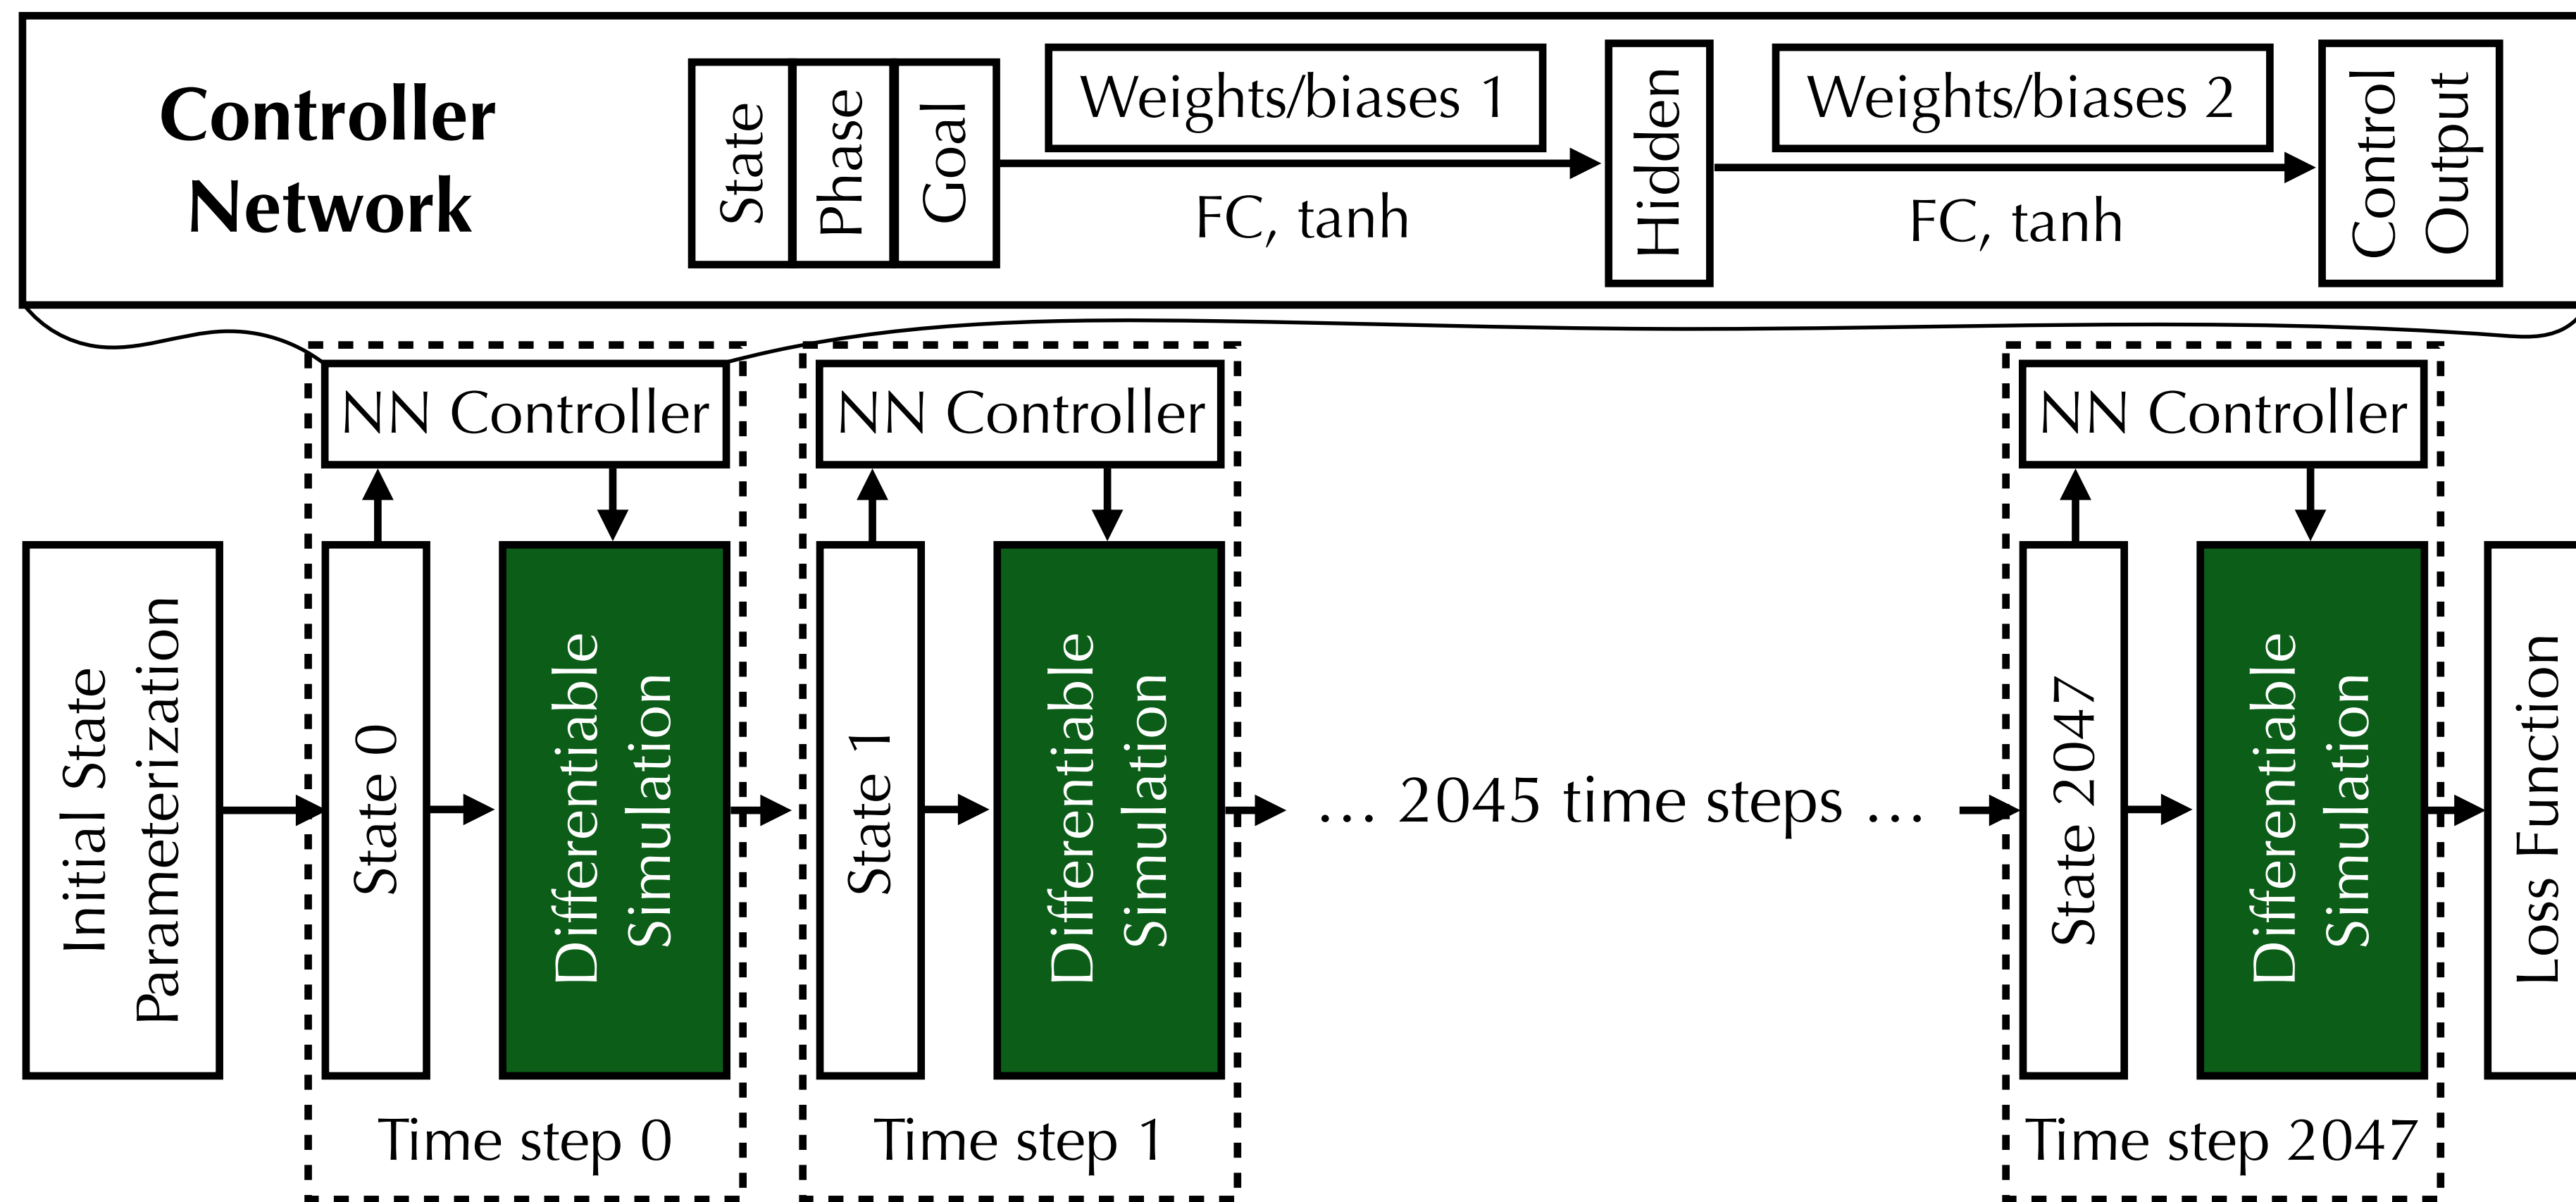 Controller
Network
State
Phase
Goal
Weights/biases 1
FC, tanh
Hidden
Weights/biases 2
FC, tanh
Control
Output
NN Controller
NN Controller
NN Controller
Initial State
Parameterization
State 0
Differentiable
Simulation
State 1
Differentiable
Simulation
... 2045 time steps ...
State 2047
Differentiable
Simulation
Loss Function
Time step 0
Time step 1
Time step 2047